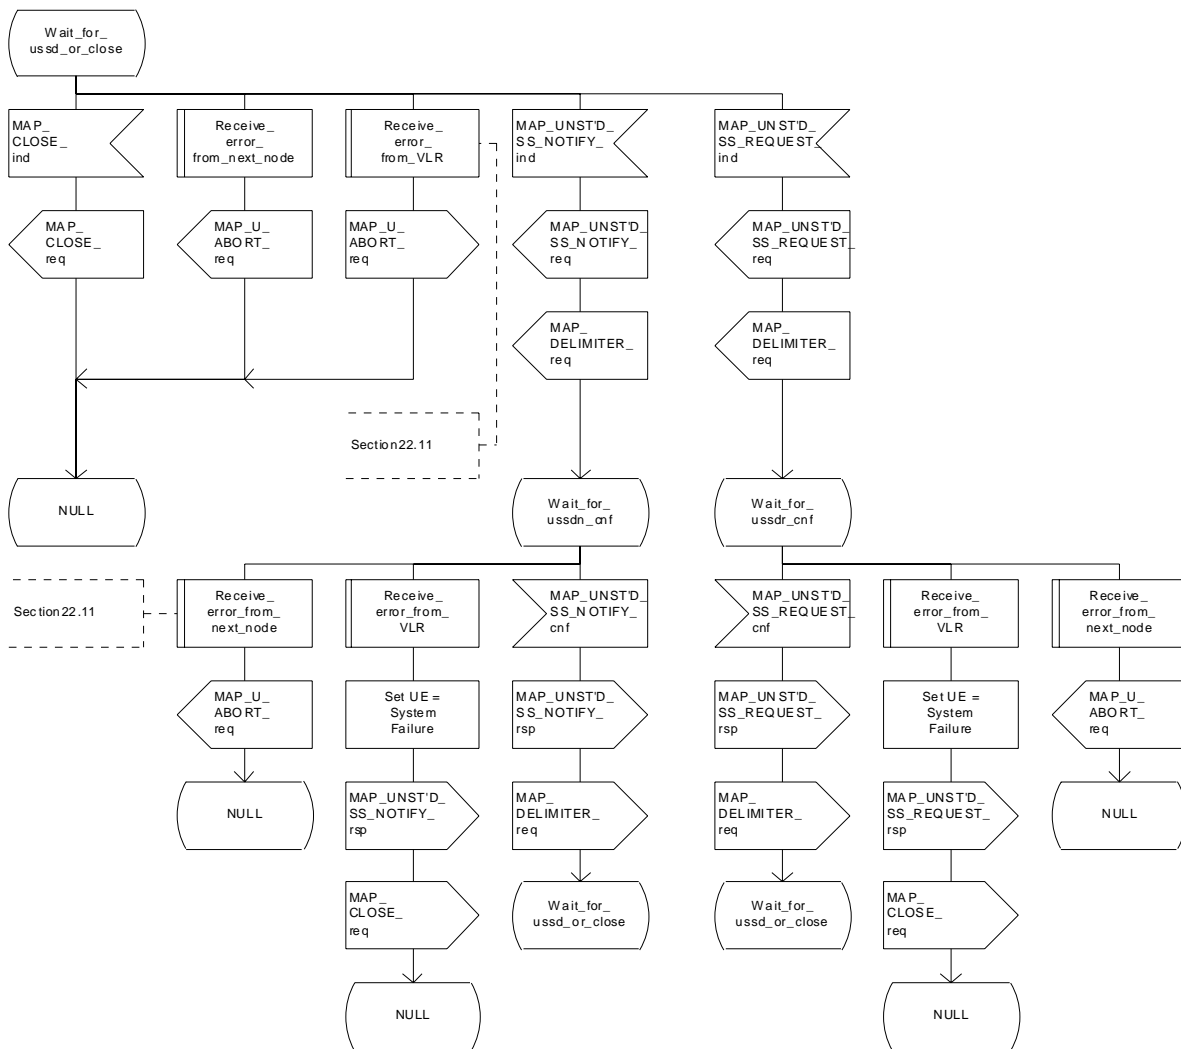 Wait_for_
ussd_or_close
MAP_
CLOSE_
ind
Receive_
error_
from_next_node
Receive_
error_
from_VLR
MAP_UNST'D_
SS_NOTIFY_
ind
MAP_UNST'D_
SS_REQUEST_
ind
MAP_
CLOSE_
req
MAP_U_
ABORT_
req
MAP_U_
ABORT_
req
MAP_UNST'D_
SS_NOTIFY_
req
MAP_UNST'D_
SS_REQUEST_
req
MAP_
DELIMITER_
req
MAP_
DELIMITER_
req
Section22.11
NULL
Wait_for_
ussdn_cnf
Wait_for_
ussdr_cnf
Section22.11
Receive_
error_from_
next_node
Receive_
error_from_
VLR
MAP_UNST'D_
SS_NOTIFY_
cnf
MAP_UNST'D_
SS_REQUEST_
cnf
Receive_
error_from_
VLR
Receive_
error_from_
next_node
MAP_U_
ABORT_
req
Set UE =
System
Failure
MAP_UNST'D_
SS_NOTIFY_
rsp
MAP_UNST'D_
SS_REQUEST_
rsp
Set UE =
System
Failure
MAP_U_
ABORT_
req
NULL
MAP_UNST'D_
SS_NOTIFY_
rsp
MAP_
DELIMITER_
req
MAP_
DELIMITER_
req
MAP_UNST'D_
SS_REQUEST_
rsp
NULL
MAP_
CLOSE_
req
Wait_for_
ussd_or_close
Wait_for_
ussd_or_close
MAP_
CLOSE_
req
NULL
NULL